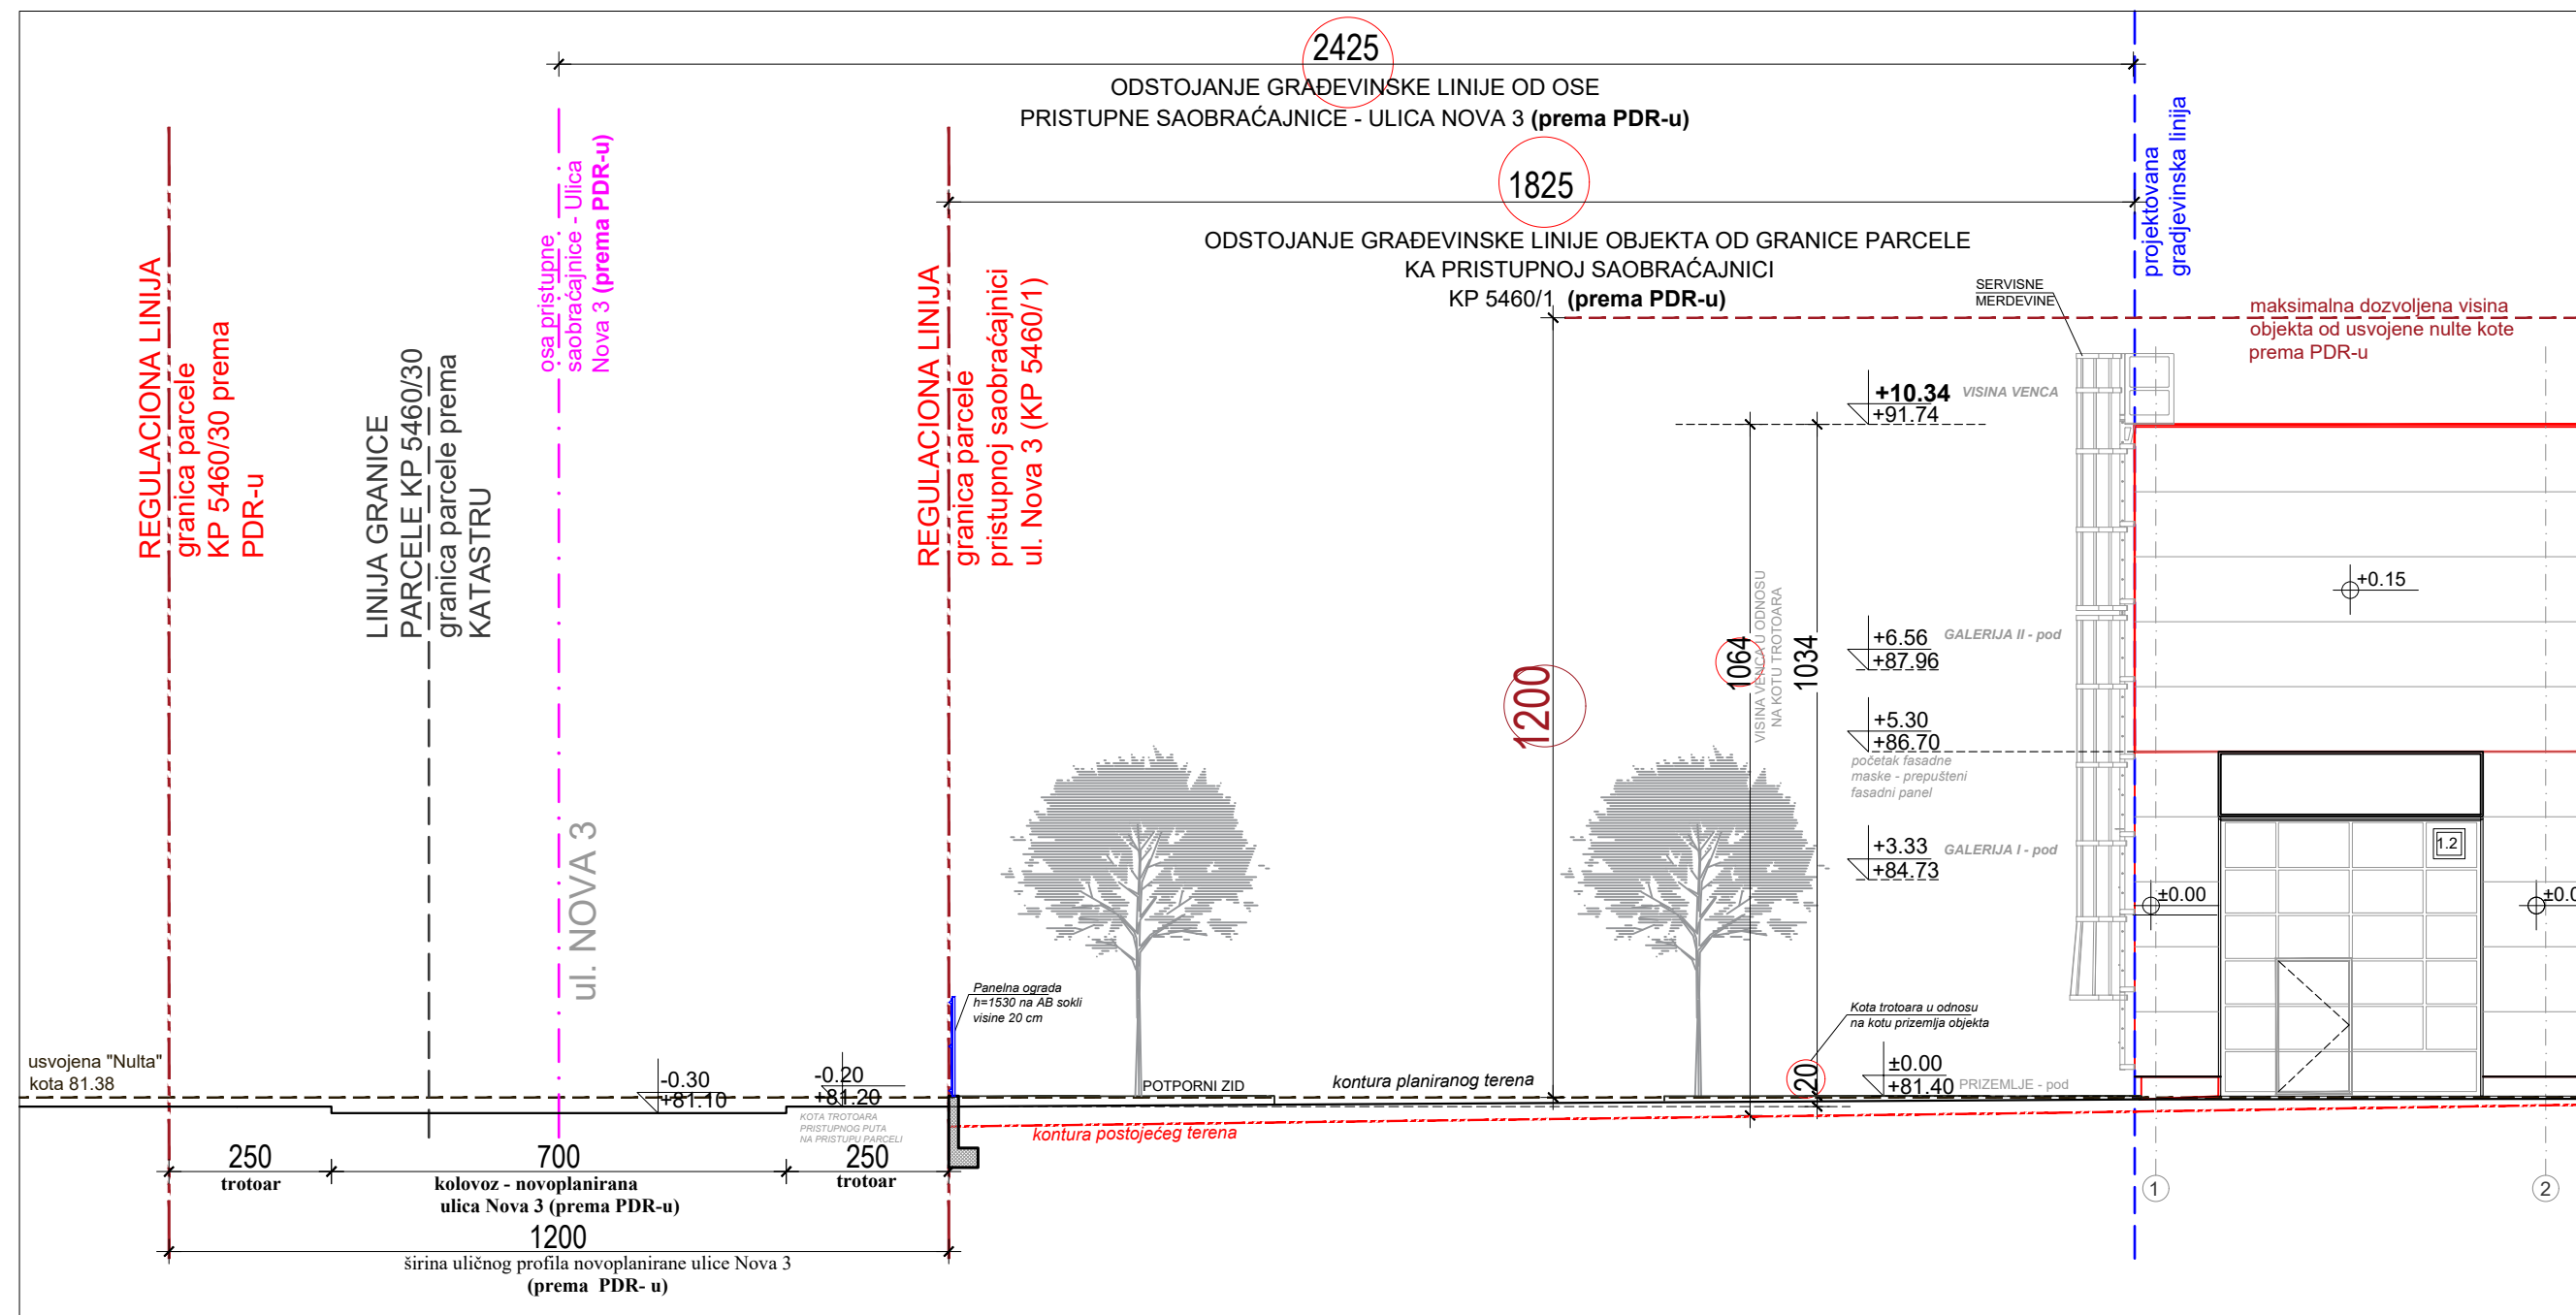 2425
ODSTOJANJE GRAĐEVINSKE LINIJE OD OSE
PRISTUPNE SAOBRAĆAJNICE - ULICA NOVA 3 (prema PDR-u)
1825
ODSTOJANJE GRAĐEVINSKE LINIJE OBJEKTA OD GRANICE PARCELE
KA PRISTUPNOJ SAOBRAĆAJNICI
KP 5460/1 (prema PDR-u)
REGULACIONA LINIJA
granica parcele
KP 5460/30 prema
PDR-u
LINIJA GRANICE
PARCELE KP 5460/30
granica parcele prema
KATASTRU
osa pristupne
saobraćajnice - Ulica
Nova 3 (prema PDR-u)
ul. NOVA 3
REGULACIONA LINIJA
granica parcele
pristupnoj saobraćajnici
ul. Nova 3 (KP 5460/1)
projektovana
gradjevinska linija
SERVISNE
MERDEVINE
maksimalna dozvoljena visina
objekta od usvojene nulte kote
prema PDR-u
+10.34 VISINA VENCA
+91.74
1200
1064
VISINA VENCA U ODNOSU
NA KOTU TROTOARA
1034
+6.56 GALERIJA II - pod
+87.96
+5.30
+86.70
početak fasadne
maske - prepušteni
fasadni panel
+3.33 GALERIJA I - pod
+84.73
+0.15
1.2
±0.00
Panelna ograda
h=1530 na AB sokli
visine 20 cm
Kota trotoara u odnosu
na kotu prizemlja objekta
20
±0.00
+81.40 PRIZEMLJE - pod
usvojena "Nulta"
kota 81.38
-0.30
+81.10
-0.20
+81.20
KOTA TROTOARA
PRISTUPNOG PUTA
NA PRISTUPU PARCELI
POTPORNI ZID
kontura planiranog terena
kontura postojećeg terena
250
trotoar
700
kolovoz - novoplanirana
ulica Nova 3 (prema PDR-u)
250
trotoar
1200
širina uličnog profila novoplanirane ulice Nova 3
(prema PDR- u)
1
2